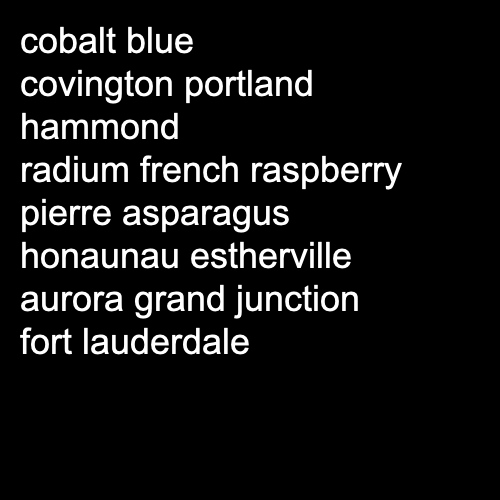 cobalt blue
covington portland
hammond
radium french raspberry
pierre asparagus
honaunau estherville
aurora grand junction
fort lauderdale